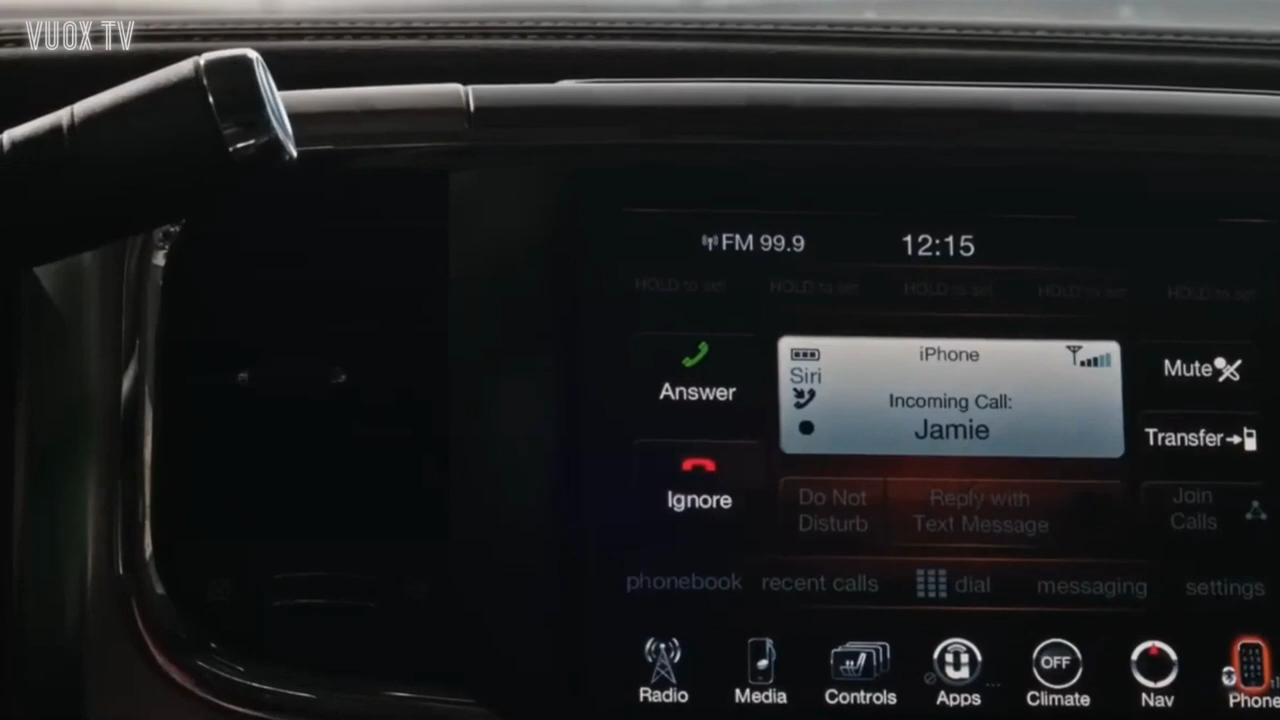 VUOX TV
FM 99.9
12:15
HOLD to set
HOLD to set
HOLD to set
HOLD to set
HOLD to set
Answer
iPhone
Siri
Incoming Call:
Jamie
Mute
Transfer
Ignore
Do Not
Disturb
Reply with
Text Message
Join
Calls
phonebook
recent calls
dial
messaging
settings
Radio
Media
Controls
Apps
OFF
Climate
Nav
Phone